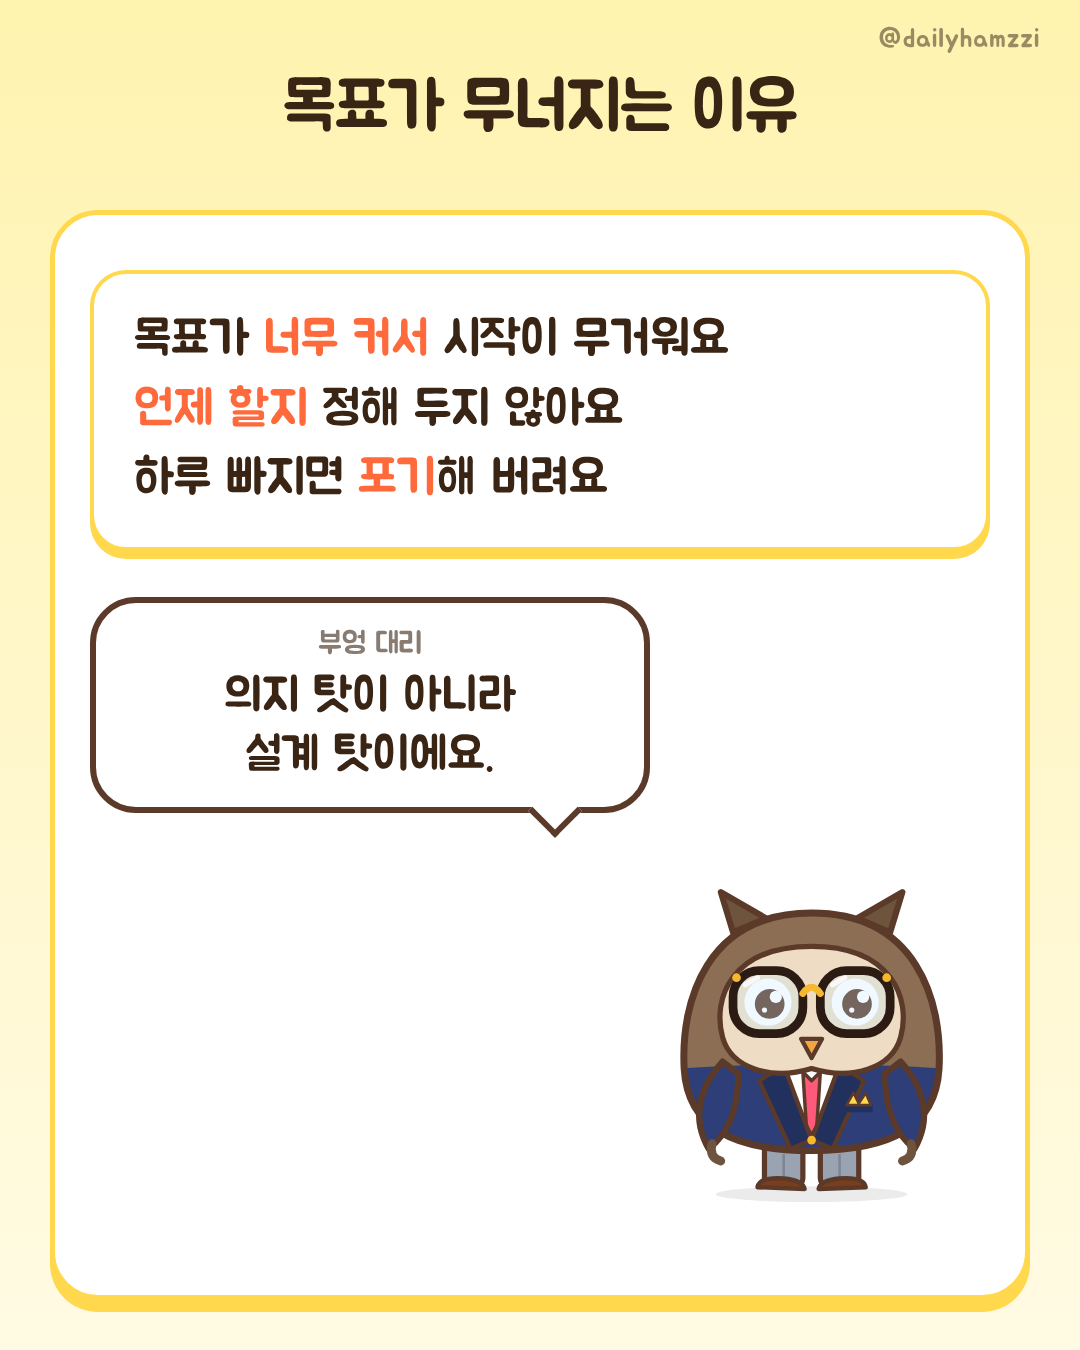 @dailyhamzzi
목표가 무너지는 이유
목표가 너무 커서 시작이 무거워요
언제 할지 정해 두지 않아요
하루 빠지면 포기해 버려요
부엉 대리
의지 탓이 아니라
설계 탓이에요.